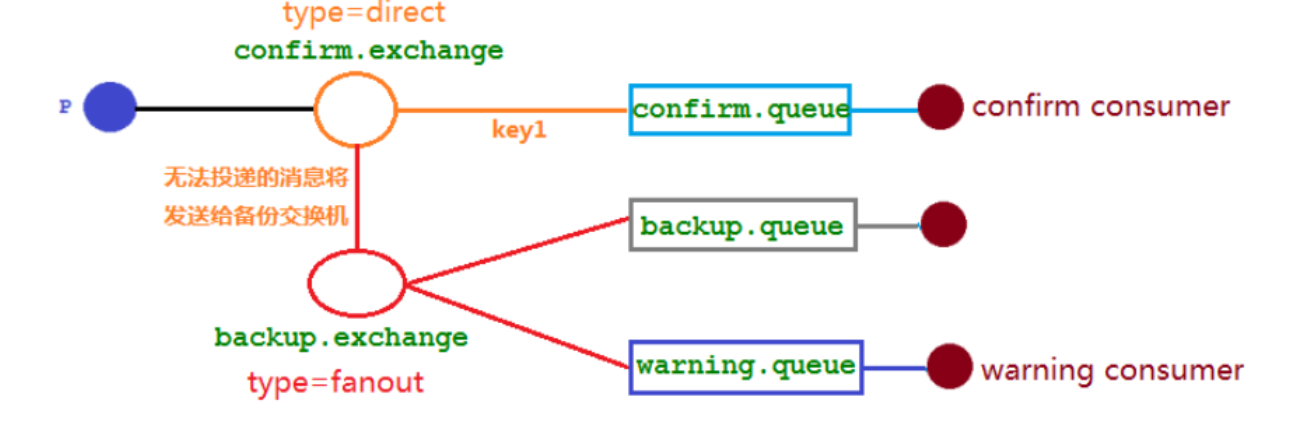 type=direct
confirm.exchange
P
confirm.queue
confirm consumer
key1
无法投递的消息将
发送给备份交换机
backup.queue
backup.exchange
type=fanout
warning.queue
warning consumer